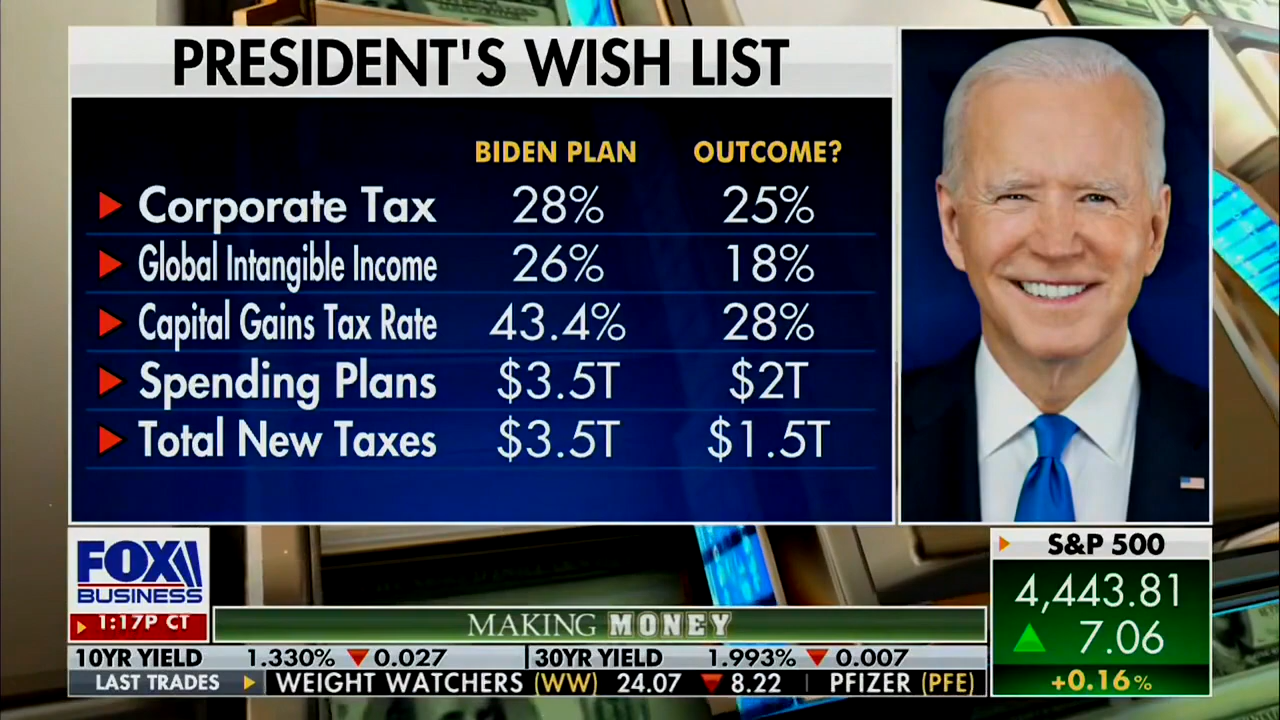 PRESIDENT'S WISH LIST
BIDEN PLAN OUTCOME?
Corporate Tax 28% 25%
Global Intangible Income 26% 18%
Capital Gains Tax Rate 43.4% 28%
Spending Plans $3.5T $2T
Total New Taxes $3.5T $1.5T
FOX
BUSINESS
1:17P CT
MAKING MONEY
10YR YIELD 1.330% 0.027 30YR YIELD 1.993% 0.007
LAST TRADES WEIGHT WATCHERS (WW) 24.07 8.22 PFIZER (PFE)
S&P 500
4,443.81
7.06
+0.16%